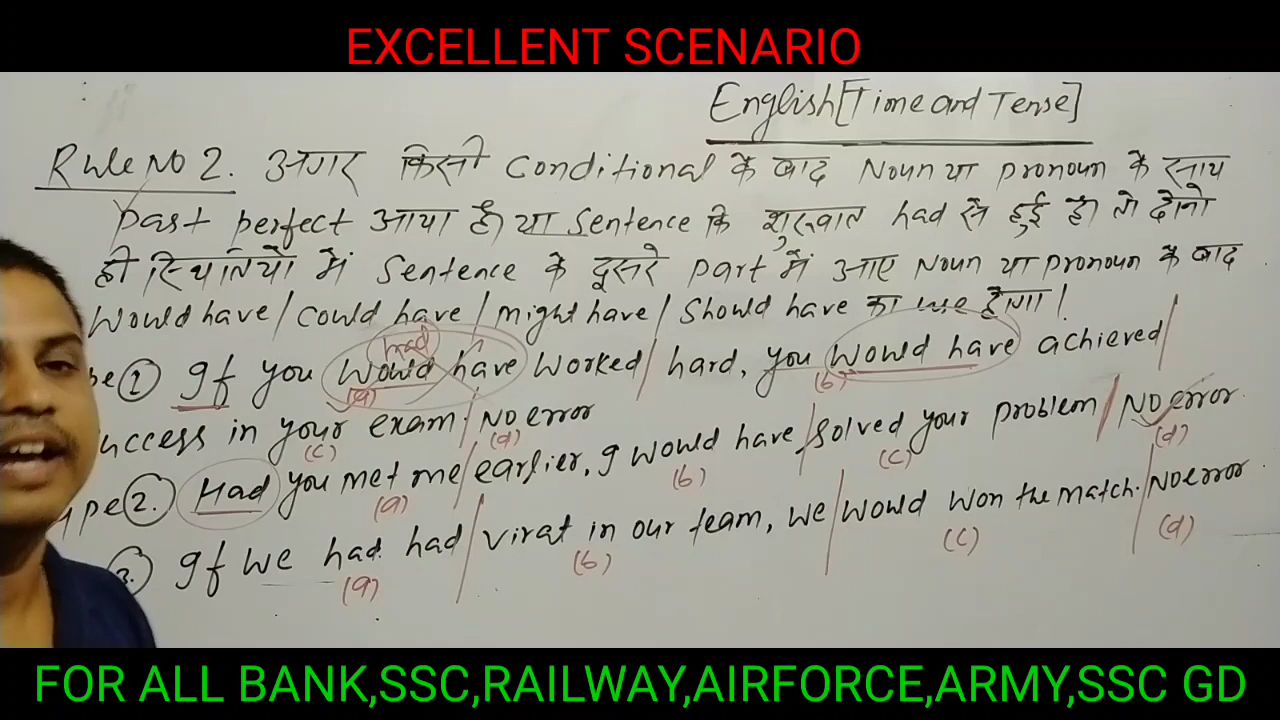 EXCELLENT SCENARIO
English [Time and Tense]
Rule No 2. अगर किसी Conditional के बाद Noun या pronoun के साथ
Past perfect आया हो या Sentence कि शुरुवात had से हुई हो तो दोनो
ही स्थितियों में Sentence के दूसरे part में आए Noun या pronoun के बाद
Would have/ could have / might have/ Should have का use होगा।
had
① If you would have worked/ hard, you would have achieved/
(a) (b)
success in your exam./ No error
(c) (d)
②. Had you met me/ earlier, I would have/ solved your problem/ No error.
(a) (b) (c) (d)
3.) If we had had/ virat in our team, we/ would won the match./ No error
(a) (b) (c) (d)
FOR ALL BANK,SSC,RAILWAY,AIRFORCE,ARMY,SSC GD